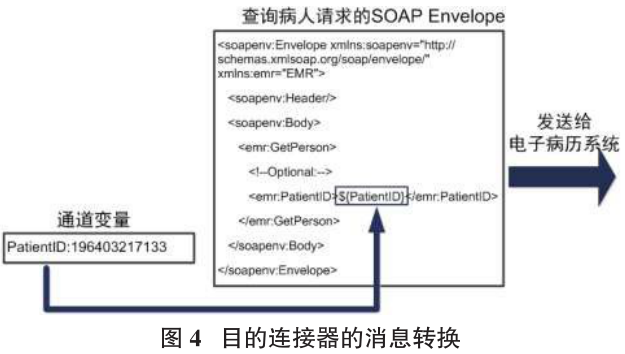 查询病人请求的SOAP Envelope
<soapenv:Envelope xmlns:soapenv="http://
schemas.xmlsoap.org/soap/envelope/"
xmlns:emr="EMR">
<soapenv:Header/>
<soapenv:Body>
<emr:GetPerson>
<!--Optional:-->
<emr:PatientID>${PatientID}</emr:PatientID>
</emr:GetPerson>
</soapenv:Body>
</soapenv:Envelope>
发送给
电子病历系统
通道变量
PatientID:196403217133
图 4 目的连接器的消息转换